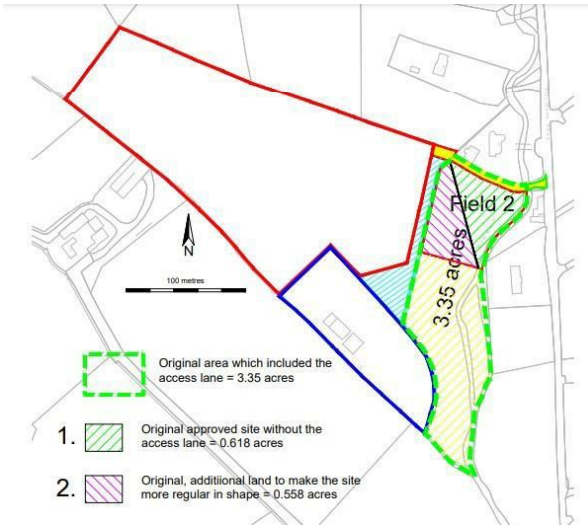 Field 2
3.35 acres
N
100 metres
Original area which included the
access lane = 3.35 acres
1.
Original approved site without the
access lane = 0.618 acres
2.
Original, additiional land to make the site
more regular in shape = 0.558 acres